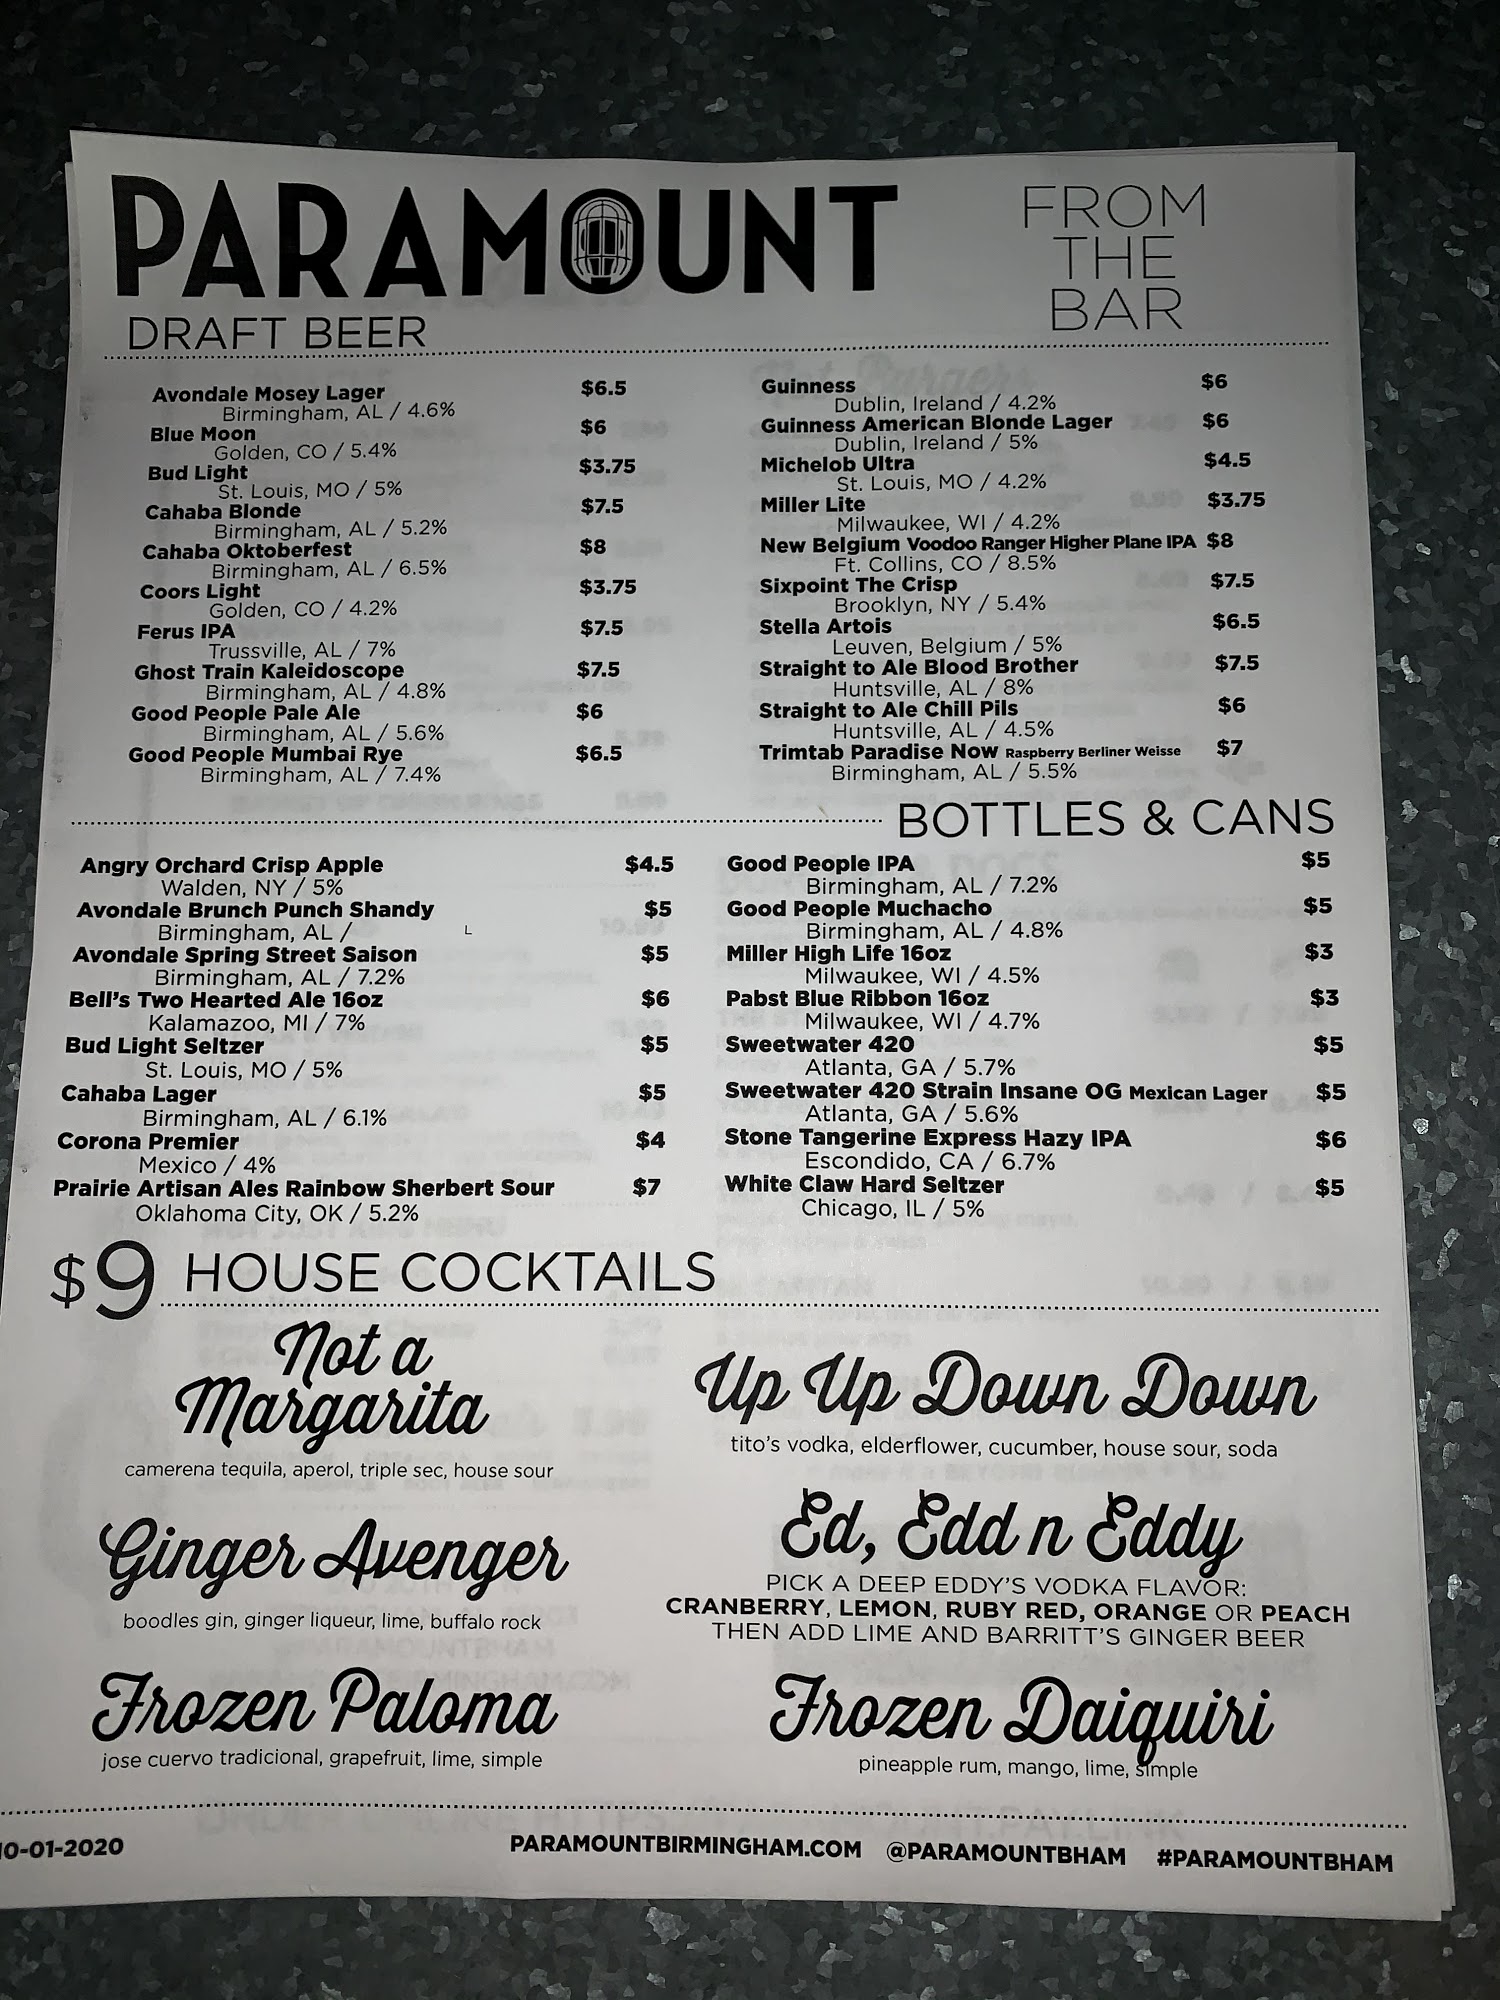 PARAMOUNT
FROM
THE
BAR
DRAFT BEER
Avondale Mosey Lager $6.5
Birmingham, AL / 4.6%
Blue Moon $6
Golden, CO / 5.4%
Bud Light $3.75
St. Louis, MO / 5%
Cahaba Blonde $7.5
Birmingham, AL / 5.2%
Cahaba Oktoberfest $8
Birmingham, AL / 6.5%
Coors Light $3.75
Golden, CO / 4.2%
Ferus IPA $7.5
Trussville, AL / 7%
Ghost Train Kaleidoscope $7.5
Birmingham, AL / 4.8%
Good People Pale Ale $6
Birmingham, AL / 5.6%
Good People Mumbai Rye $6.5
Birmingham, AL / 7.4%
Guinness $6
Dublin, Ireland / 4.2%
Guinness American Blonde Lager $6
Dublin, Ireland / 5%
Michelob Ultra $4.5
St. Louis, MO / 4.2%
Miller Lite $3.75
Milwaukee, WI / 4.2%
New Belgium Voodoo Ranger Higher Plane IPA $8
Ft. Collins, CO / 8.5%
Sixpoint The Crisp $7.5
Brooklyn, NY / 5.4%
Stella Artois $6.5
Leuven, Belgium / 5%
Straight to Ale Blood Brother $7.5
Huntsville, AL / 8%
Straight to Ale Chill Pils $6
Huntsville, AL / 4.5%
Trimtab Paradise Now Raspberry Berliner Weisse $7
Birmingham, AL / 5.5%
BOTTLES & CANS
Angry Orchard Crisp Apple $4.5
Walden, NY / 5%
Avondale Brunch Punch Shandy $5
Birmingham, AL / L
Avondale Spring Street Saison $5
Birmingham, AL / 7.2%
Bell's Two Hearted Ale 16oz $6
Kalamazoo, MI / 7%
Bud Light Seltzer $5
St. Louis, MO / 5%
Cahaba Lager $5
Birmingham, AL / 6.1%
Corona Premier $4
Mexico / 4%
Prairie Artisan Ales Rainbow Sherbert Sour $7
Oklahoma City, OK / 5.2%
Good People IPA $5
Birmingham, AL / 7.2%
Good People Muchacho $5
Birmingham, AL / 4.8%
Miller High Life 16oz $3
Milwaukee, WI / 4.5%
Pabst Blue Ribbon 16oz $3
Milwaukee, WI / 4.7%
Sweetwater 420 $5
Atlanta, GA / 5.7%
Sweetwater 420 Strain Insane OG Mexican Lager $5
Atlanta, GA / 5.6%
Stone Tangerine Express Hazy IPA $6
Escondido, CA / 6.7%
White Claw Hard Seltzer $5
Chicago, IL / 5%
$9 HOUSE COCKTAILS
Not a
Margarita
camerena tequila, aperol, triple sec, house sour
Up Up Down Down
tito's vodka, elderflower, cucumber, house sour, soda
Ginger Avenger
boodles gin, ginger liqueur, lime, buffalo rock
Ed, Edd n Eddy
PICK A DEEP EDDY'S VODKA FLAVOR:
CRANBERRY, LEMON, RUBY RED, ORANGE OR PEACH
THEN ADD LIME AND BARRITT'S GINGER BEER
Frozen Paloma
jose cuervo tradicional, grapefruit, lime, simple
Frozen Daiquiri
pineapple rum, mango, lime, simple
10-01-2020 PARAMOUNTBIRMINGHAM.COM @PARAMOUNTBHAM #PARAMOUNTBHAM